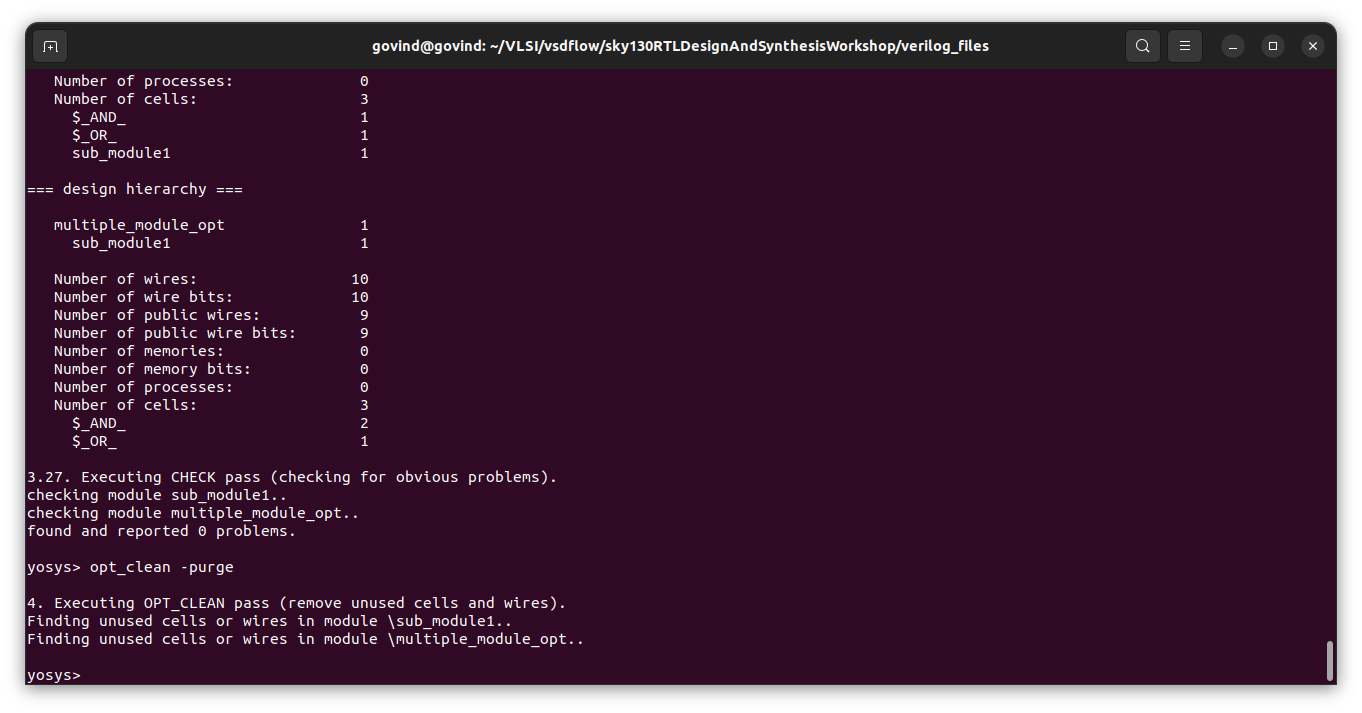 govind@govind: ~/VLSI/vsdflow/sky130RTLDesignAndSynthesisWorkshop/verilog_files
Number of processes: 0
Number of cells: 3
$_AND_ 1
$_OR_ 1
sub_module1 1
=== design hierarchy ===
multiple_module_opt 1
sub_module1 1
Number of wires: 10
Number of wire bits: 10
Number of public wires: 9
Number of public wire bits: 9
Number of memories: 0
Number of memory bits: 0
Number of processes: 0
Number of cells: 3
$_AND_ 2
$_OR_ 1
3.27. Executing CHECK pass (checking for obvious problems).
checking module sub_module1..
checking module multiple_module_opt..
found and reported 0 problems.
yosys> opt_clean -purge
4. Executing OPT_CLEAN pass (remove unused cells and wires).
Finding unused cells or wires in module \sub_module1..
Finding unused cells or wires in module \multiple_module_opt..
yosys>